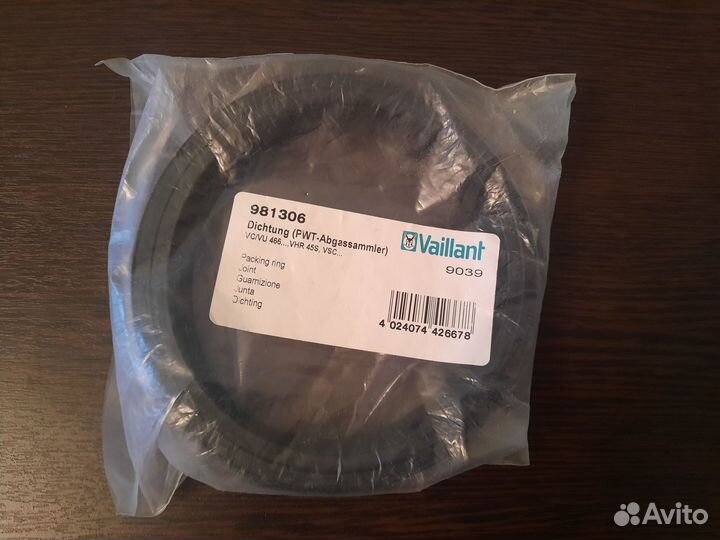 981306
Dichtung (PWT-Abgassammler)
VC/VU 466..., VHR 45S, VSC...
Vaillant
9039
Packing ring
Joint
Guarnizione
Junta
Dichting
4 024074 426678
Avito